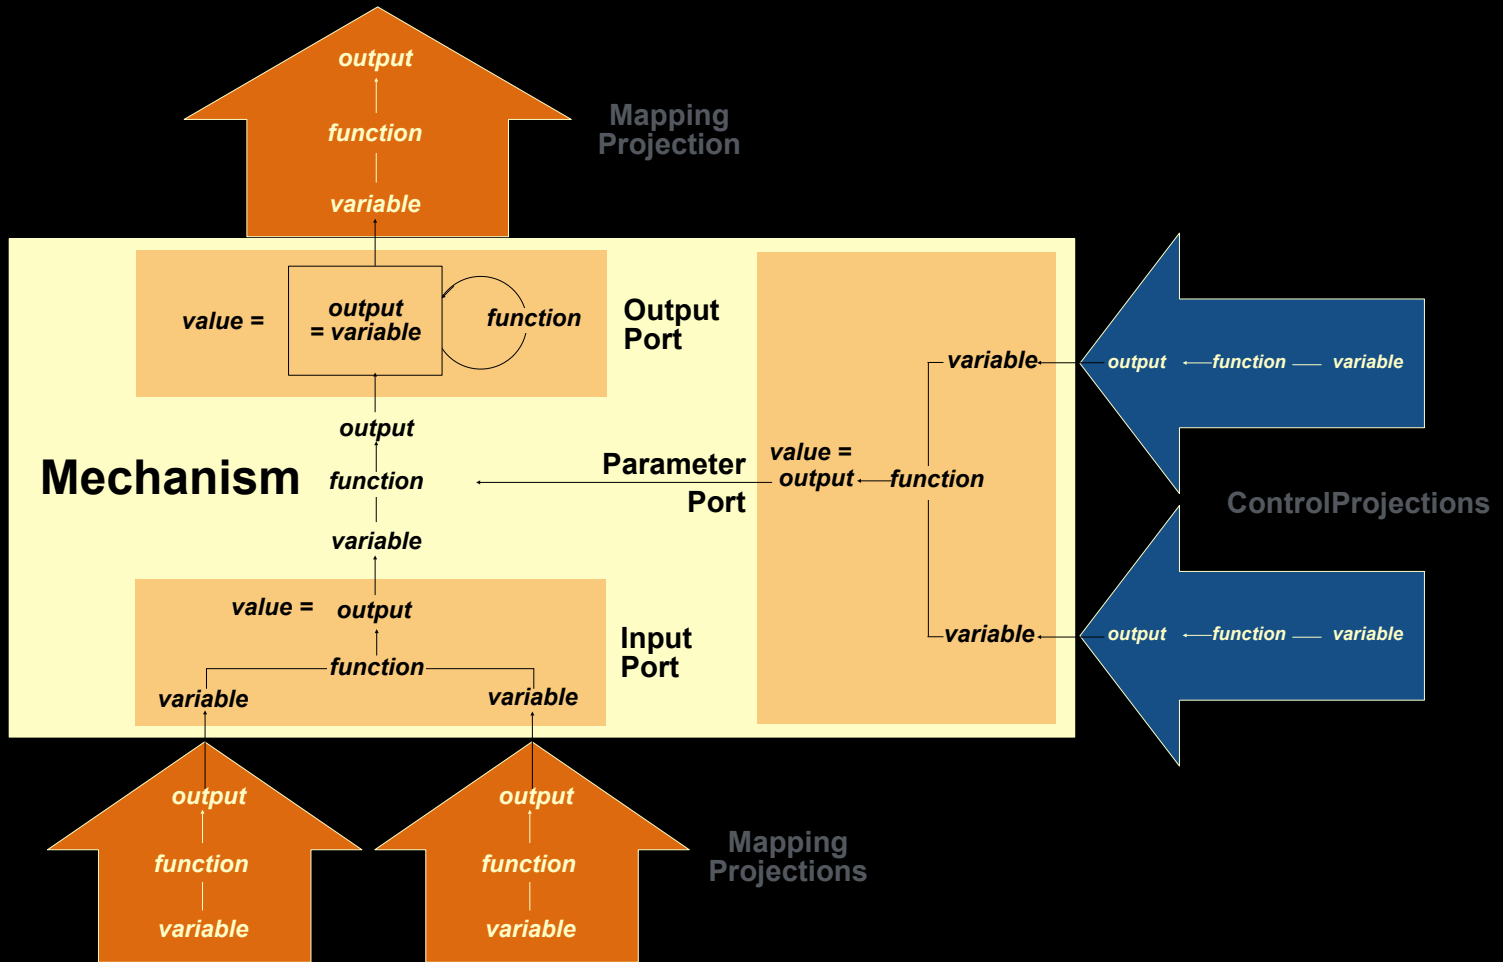 output
function
variable
Mapping
Projection
value =
output
= variable
function
Output
Port
output
Mechanism
function
variable
value =
output
function
variable
variable
Input
Port
Parameter
Port
value =
output
function
variable
variable
output
function
variable
ControlProjections
output
function
variable
output
function
variable
output
function
variable
Mapping
Projections